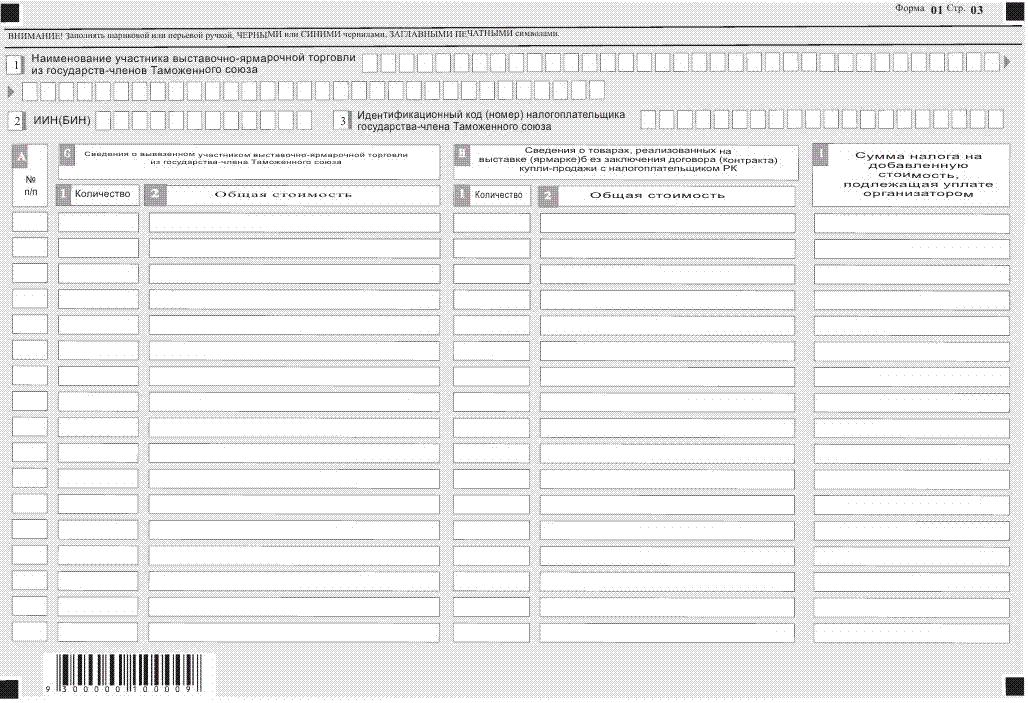 Форма 01 Стр. 03
ВНИМАНИЕ! Заполнять шариковой или перьевой ручкой, ЧЕРНЫМИ или СИНИМИ чернилами, ЗАГЛАВНЫМИ ПЕЧАТНЫМИ символами.
1 Наименование участника выставочно-ярмарочной торговли
из государств-членов Таможенного союза
2 ИИН(БИН)
3 Идентификационный код (номер) налогоплательщика
государства-члена Таможенного союза
A
№
п/п
G Сведения о вывезенном участником выставочно-ярмарочной торговли
из государства-члена Таможенного союза
1 Количество
2 Общая стоимость
H Сведения о товарах, реализованных на
выставке (ярмарке)б ез заключения договора (контракта)
купли-продажи с налогоплательщиком РК
1 Количество
2 Общая стоимость
I Сумма налога на
добавленную
стоимость,
подлежащая уплате
организатором
9 300000 100009